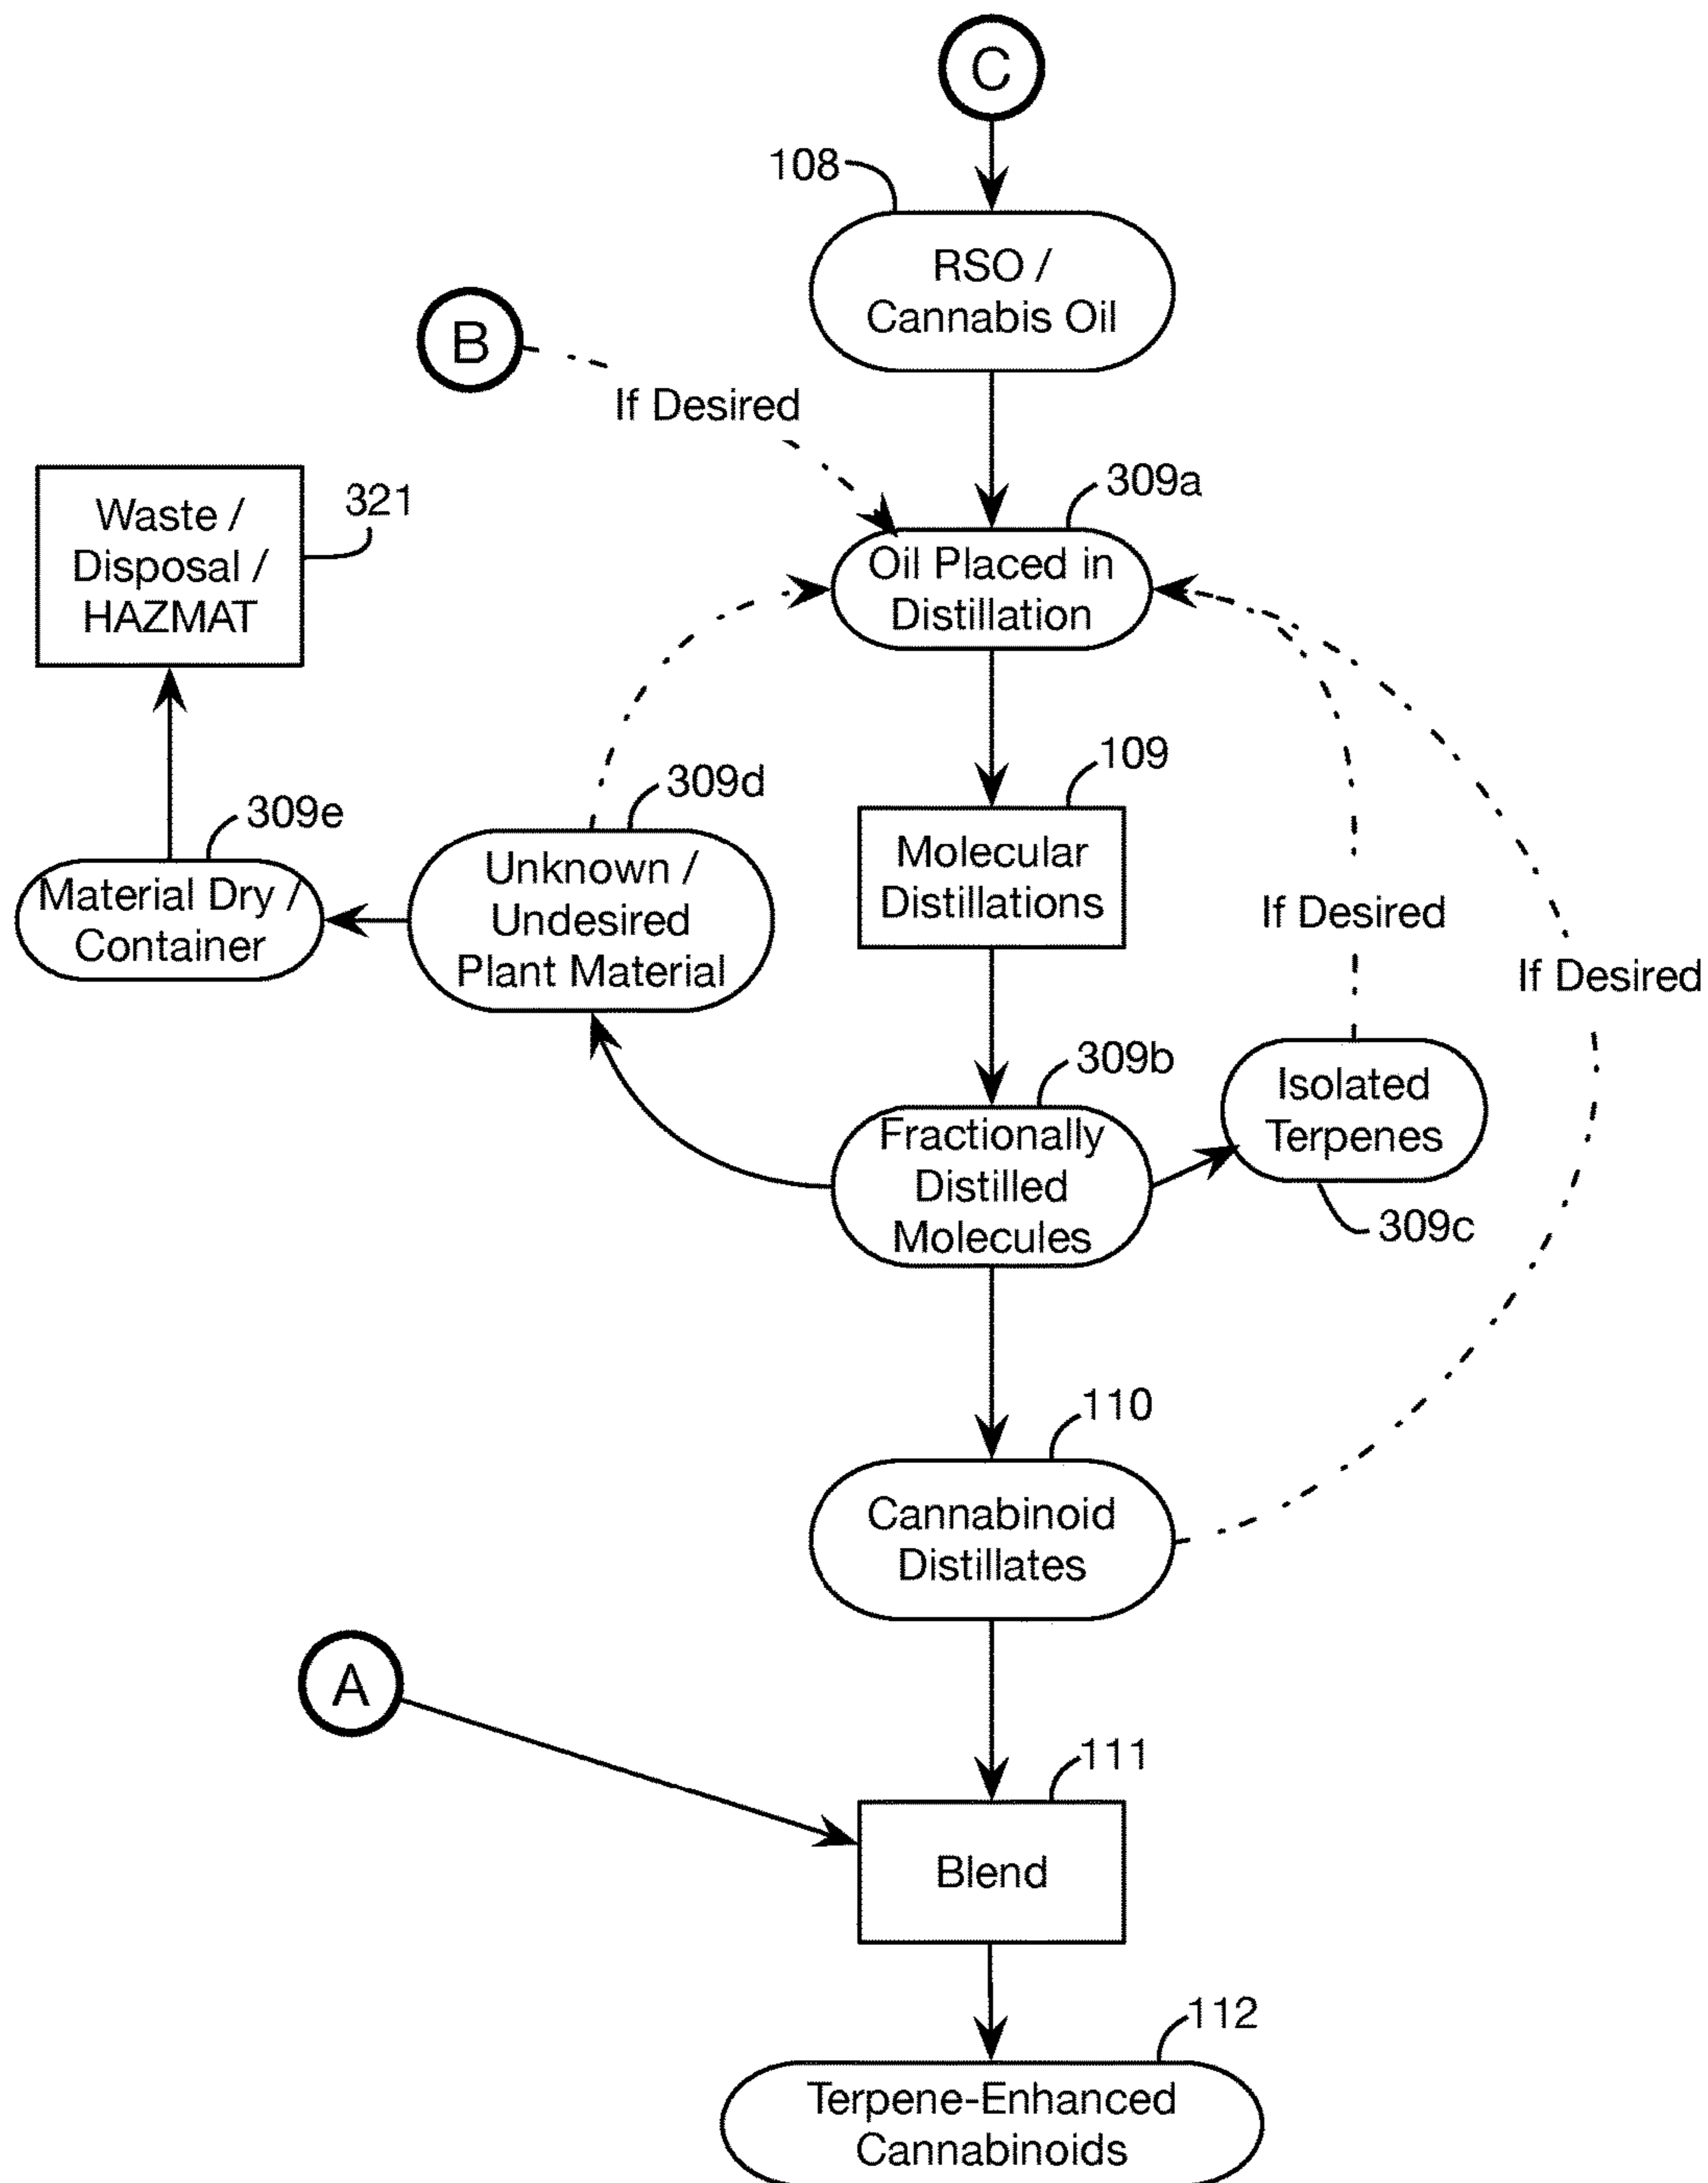 C
108
RSO /
Cannabis Oil
B
If Desired
309a
Oil Placed in
Distillation
Waste /
Disposal /
HAZMAT
321
109
Molecular
Distillations
309d
Unknown /
Undesired
Plant Material
309e
Material Dry /
Container
If Desired
If Desired
309b
Fractionally
Distilled
Molecules
Isolated
Terpenes
309c
110
Cannabinoid
Distillates
A
111
Blend
112
Terpene-Enhanced
Cannabinoids